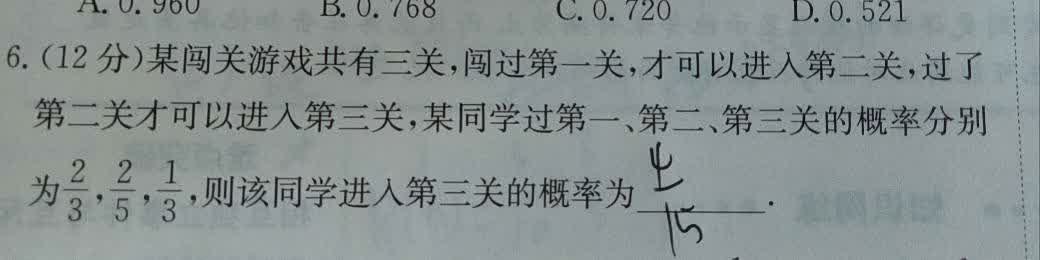 A. 0. 960 B. 0. 768 C. 0. 720 D. 0. 521
6. (12 分)某闯关游戏共有三关,闯过第一关,才可以进入第二关,过了
第二关才可以进入第三关,某同学过第一、第二、第三关的概率分别
为2/3,2/5,1/3,则该同学进入第三关的概率为 4/15 .